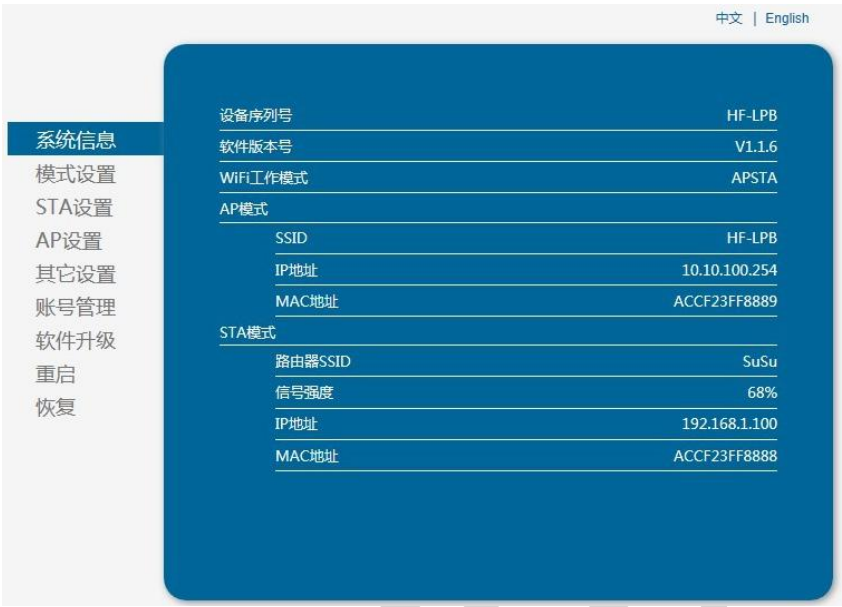 中文 | English
系统信息
模式设置
STA设置
AP设置
其它设置
账号管理
软件升级
重启
恢复
设备序列号 HF-LPB
软件版本号 V1.1.6
WiFi工作模式 APSTA
AP模式
SSID HF-LPB
IP地址 10.10.100.254
MAC地址 ACCF23FF8889
STA模式
路由器SSID SuSu
信号强度 68%
IP地址 192.168.1.100
MAC地址 ACCF23FF8888